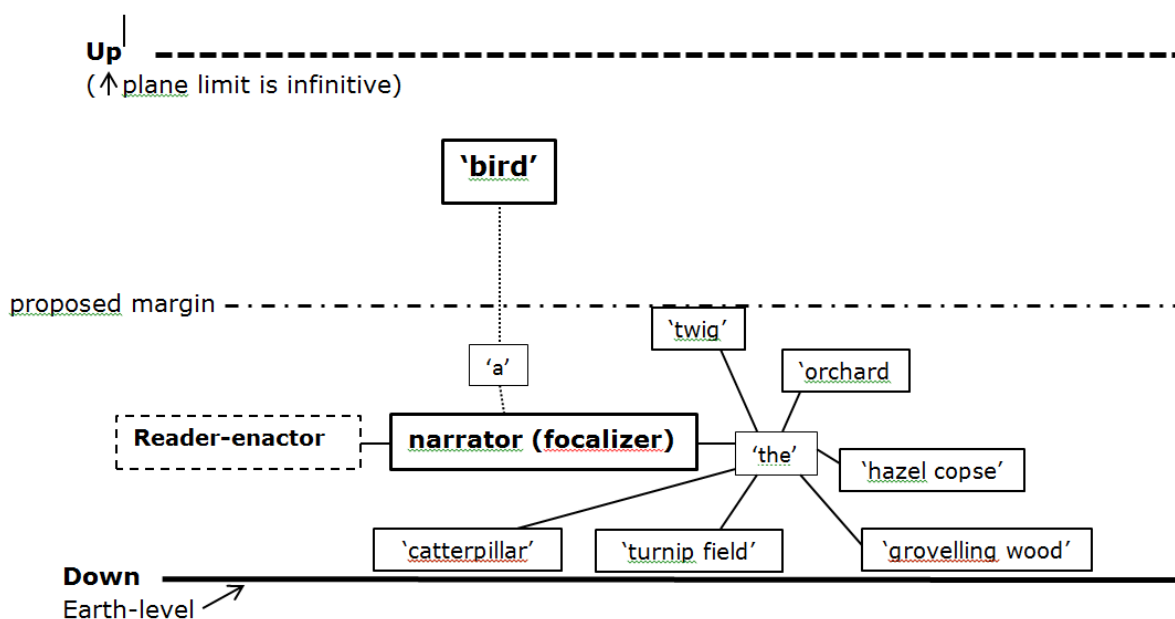 Up
(↑plane limit is infinitive)
‘bird’
proposed margin
‘twig’
‘a’
‘orchard
Reader-enactor
narrator (focalizer)
‘the’
‘hazel copse’
‘catterpillar’
‘turnip field’
‘grovelling wood’
Down
Earth-level